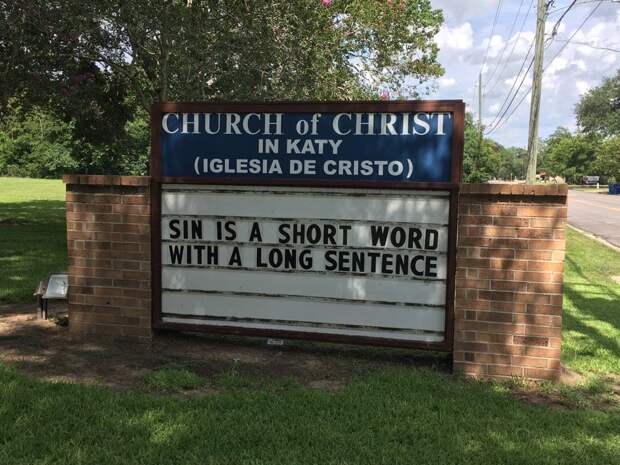 CHURCH of CHRIST
IN KATY
(IGLESIA DE CRISTO)
SIN IS A SHORT WORD
WITH A LONG SENTENCE